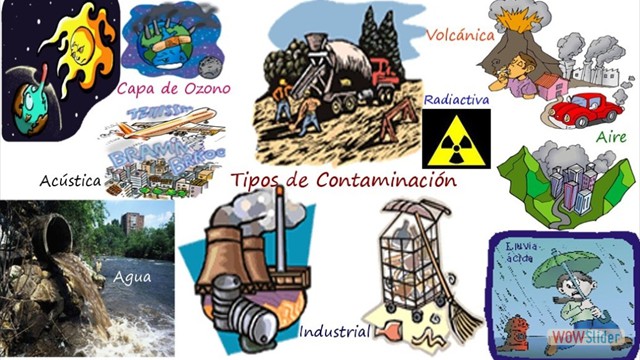 Volcánica
Capa de Ozono
Radiactiva
Aire
Acústica
Tipos de Contaminación
Lluvia
ácida
Agua
Industrial
WOWSlider